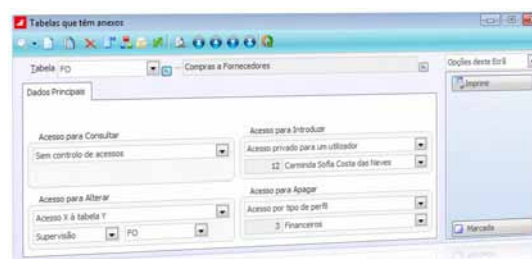 Tabelas que têm anexos
Tabela FO - Compras a Fornecedores
Opções deste Ecrã
Imprime
Dados Principais
Acesso para Consultar
Sem controlo de acessos
Acesso para Introduzir
Acesso privado para um utilizador
12 Carminda Sofia Costa das Neves
Acesso para Alterar
Acesso X à tabela Y
Supervisão FO
Acesso para Apagar
Acesso por tipo de perfil
3 Financeiros
Marcada